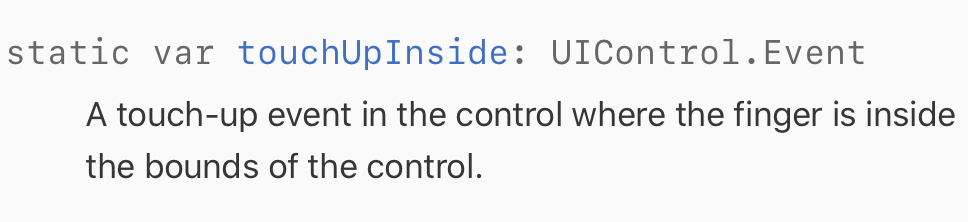 static var touchUpInside: UIControl.Event
A touch-up event in the control where the finger is inside
the bounds of the control.